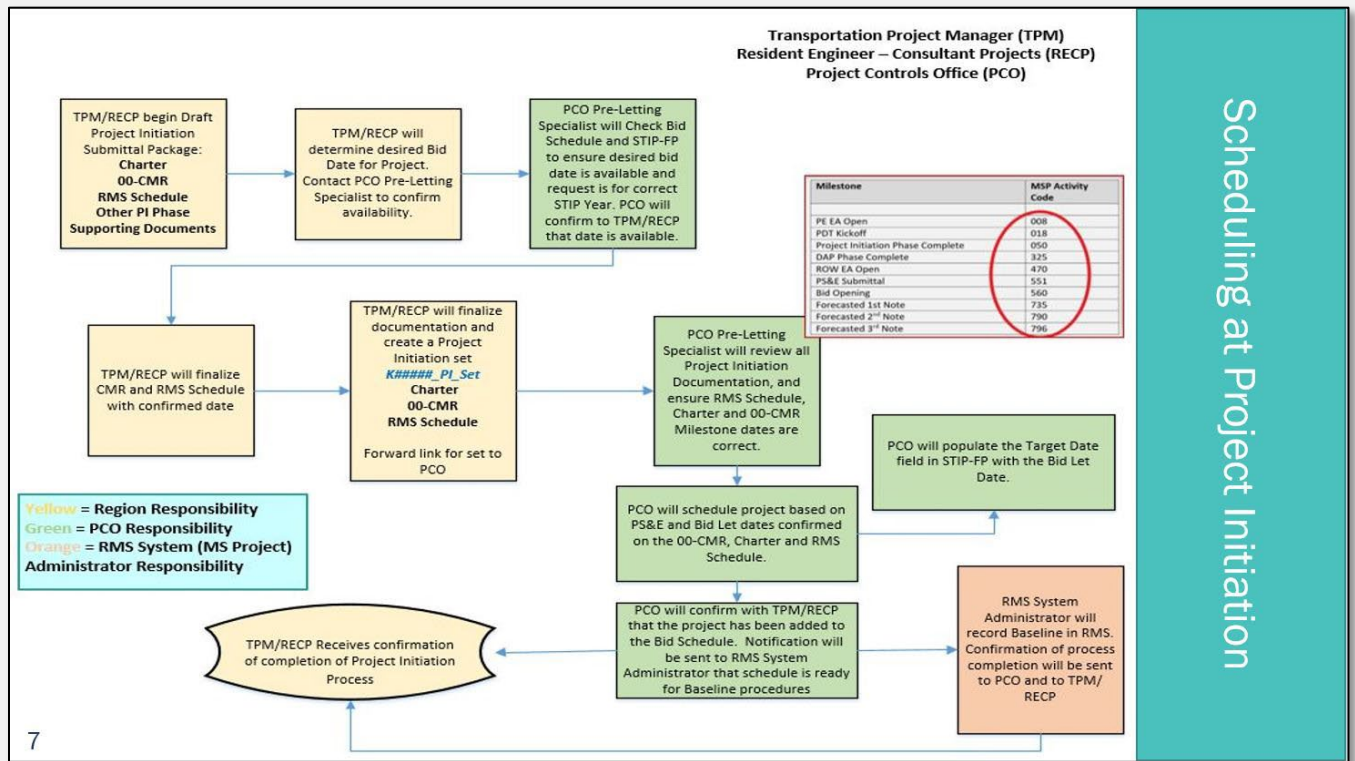 Transportation Project Manager (TPM)
Resident Engineer – Consultant Projects (RECP)
Project Controls Office (PCO)
TPM/RECP begin Draft
Project Initiation
Submittal Package:
Charter
00-CMR
RMS Schedule
Other PI Phase
Supporting Documents
TPM/RECP will
determine desired Bid
Date for Project.
Contact PCO Pre-Letting
Specialist to confirm
availability.
PCO Pre-Letting
Specialist will Check Bid
Schedule and STIP-FP
to ensure desired bid
date is available and
request is for correct
STIP Year. PCO will
confirm to TPM/RECP
that date is available.
Milestone MSP Activity
Code
PE EA Open 008
PDT Kickoff 018
Project Initiation Phase Complete 050
DAP Phase Complete 325
ROW EA Open 470
PS&E Submittal 551
Bid Opening 560
Forecasted 1st Note 735
Forecasted 2nd Note 790
Forecasted 3rd Note 796
TPM/RECP will finalize
CMR and RMS Schedule
with confirmed date
TPM/RECP will finalize
documentation and
create a Project
Initiation set
K#####_PI_Set
Charter
00-CMR
RMS Schedule
Forward link for set to
PCO
PCO Pre-Letting
Specialist will review all
Project Initiation
Documentation, and
ensure RMS Schedule,
Charter and 00-CMR
Milestone dates are
correct.
PCO will populate the Target Date
field in STIP-FP with the Bid Let
Date.
PCO will schedule project based on
PS&E and Bid Let dates confirmed
on the 00-CMR, Charter and RMS
Schedule.
Yellow = Region Responsibility
Green = PCO Responsibility
Orange = RMS System (MS Project)
Administrator Responsibility
PCO will confirm with TPM/RECP
that the project has been added to
the Bid Schedule. Notification will
be sent to RMS System
Administrator that schedule is ready
for Baseline procedures
RMS System
Administrator will
record Baseline in RMS.
Confirmation of process
completion will be sent
to PCO and to TPM/
RECP
TPM/RECP Receives confirmation
of completion of Project Initiation
Process
7
Scheduling at Project Initiation